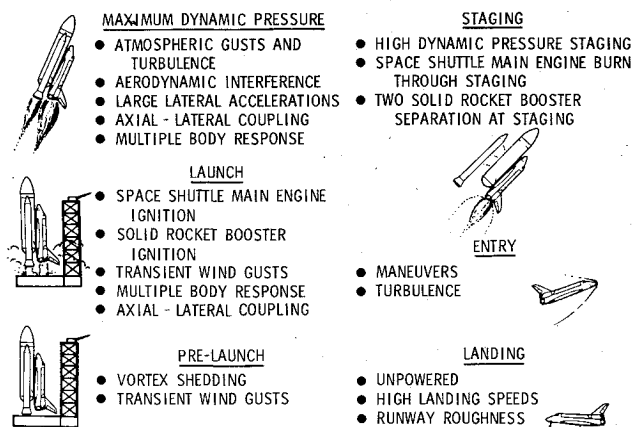 MAXIMUM DYNAMIC PRESSURE
● ATMOSPHERIC GUSTS AND
TURBULENCE
● AERODYNAMIC INTERFERENCE
● LARGE LATERAL ACCELERATIONS
● AXIAL - LATERAL COUPLING
● MULTIPLE BODY RESPONSE
LAUNCH
● SPACE SHUTTLE MAIN ENGINE
IGNITION
● SOLID ROCKET BOOSTER
IGNITION
● TRANSIENT WIND GUSTS
● MULTIPLE BODY RESPONSE
● AXIAL - LATERAL COUPLING
PRE-LAUNCH
● VORTEX SHEDDING
● TRANSIENT WIND GUSTS
STAGING
● HIGH DYNAMIC PRESSURE STAGING
● SPACE SHUTTLE MAIN ENGINE BURN
THROUGH STAGING
● TWO SOLID ROCKET BOOSTER
SEPARATION AT STAGING
ENTRY
● MANEUVERS
● TURBULENCE
LANDING
● UNPOWERED
● HIGH LANDING SPEEDS
● RUNWAY ROUGHNESS